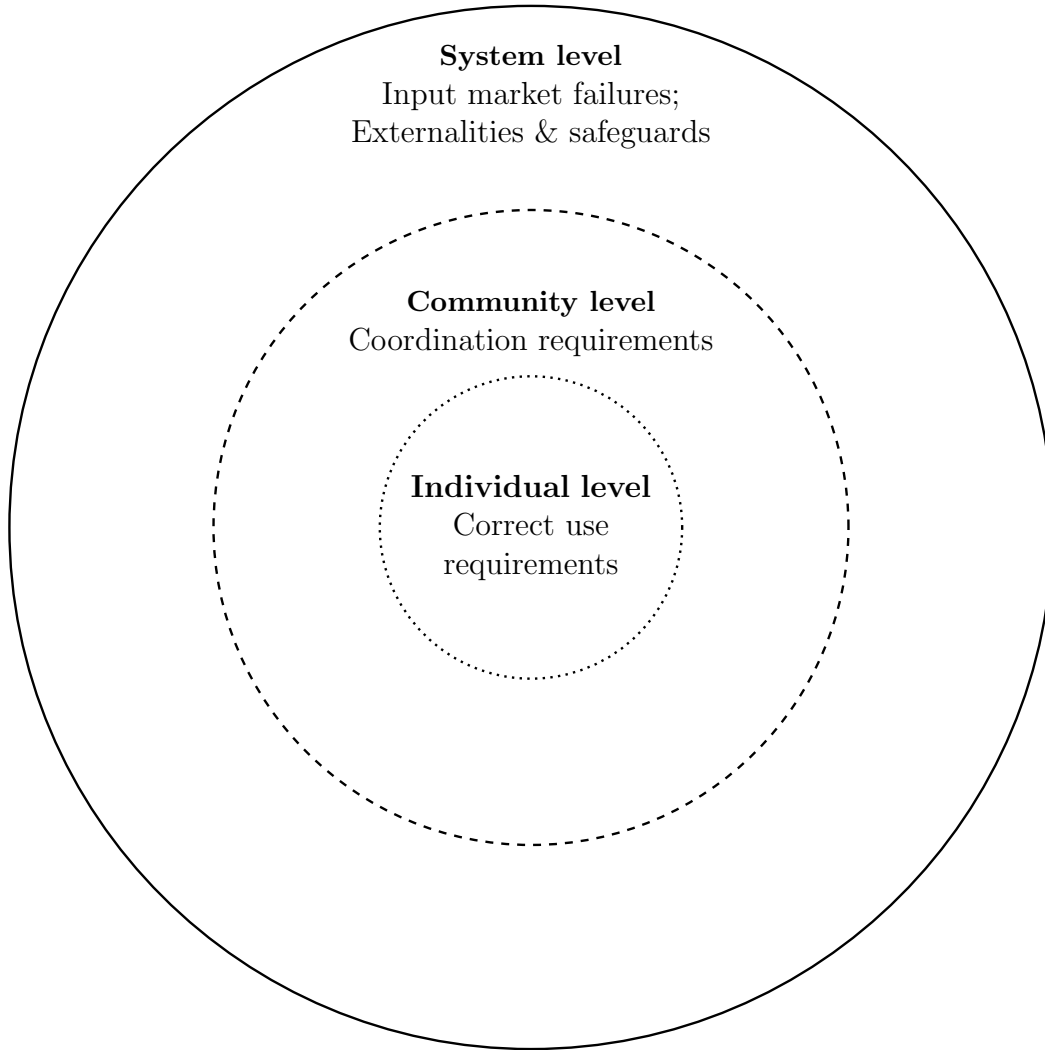 System level
Input market failures;
Externalities & safeguards
Community level
Coordination requirements
Individual level
Correct use
requirements